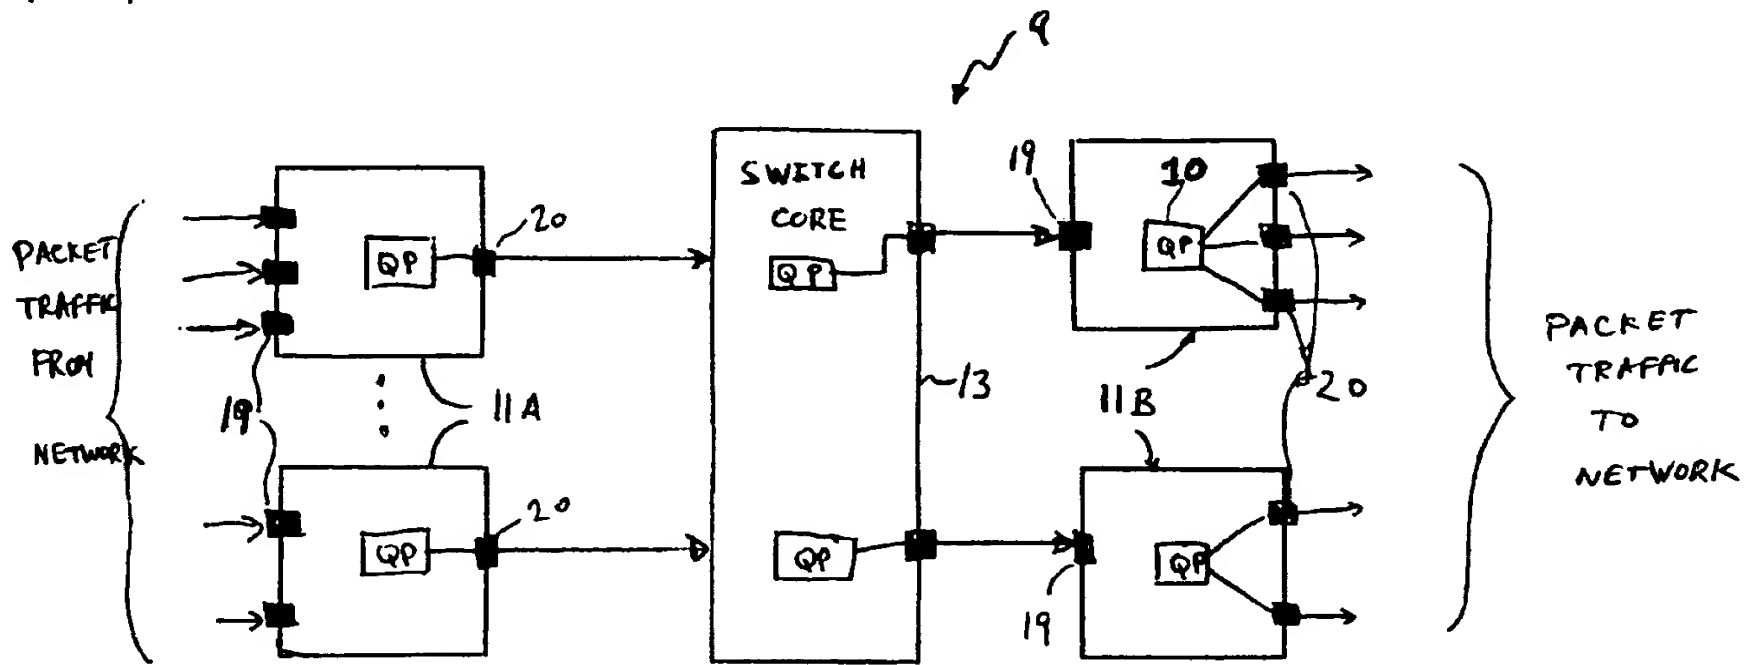 9
PACKET
TRAFFIC
FROM
NETWORK
19
QP
20
11A
QP
20
SWITCH
CORE
QP
QP
13
19
10
QP
11B
20
19
QP
PACKET
TRAFFIC
TO
NETWORK